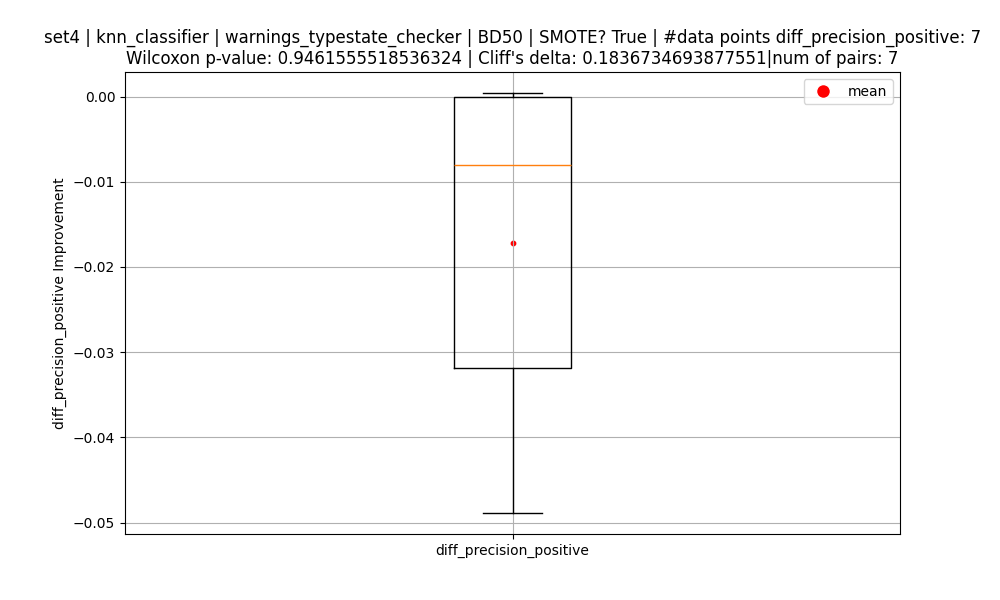 set4 | knn_classifier | warnings_typestate_checker | BD50 | SMOTE? True | #data points diff_precision_positive: 7
Wilcoxon p-value: 0.9461555518536324 | Cliff's delta: 0.1836734693877551|num of pairs: 7
mean
0.00
−0.01
−0.02
−0.03
−0.04
−0.05
diff_precision_positive Improvement
diff_precision_positive